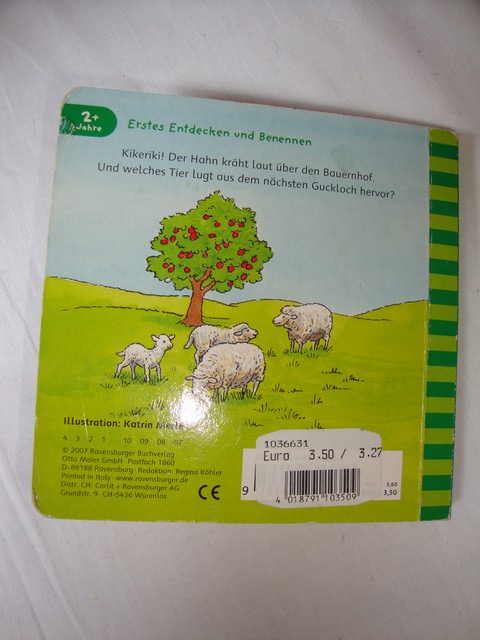 2+
Jahre
Erstes Entdecken und Benennen
Kikeriki! Der Hahn kräht laut über den Bauernhof.
Und welches Tier lugt aus dem nächsten Guckloch hervor?
Illustration: Katrin Merle
4 3 2 1 10 09 08 07
© 2007 Ravensburger Buchverlag
Otto Maier GmbH · Postfach 1860
D-88188 Ravensburg · Redaktion: Regina Köhler
Printed in Italy · www.ravensburger.de
Distr. CH: Carlit + Ravensburger AG
Grundstr. 9 · CH-5436 Würenlos
CE
1036631
Euro 3.50 / 3.27
9
4 018791 103509
3,60
3,50